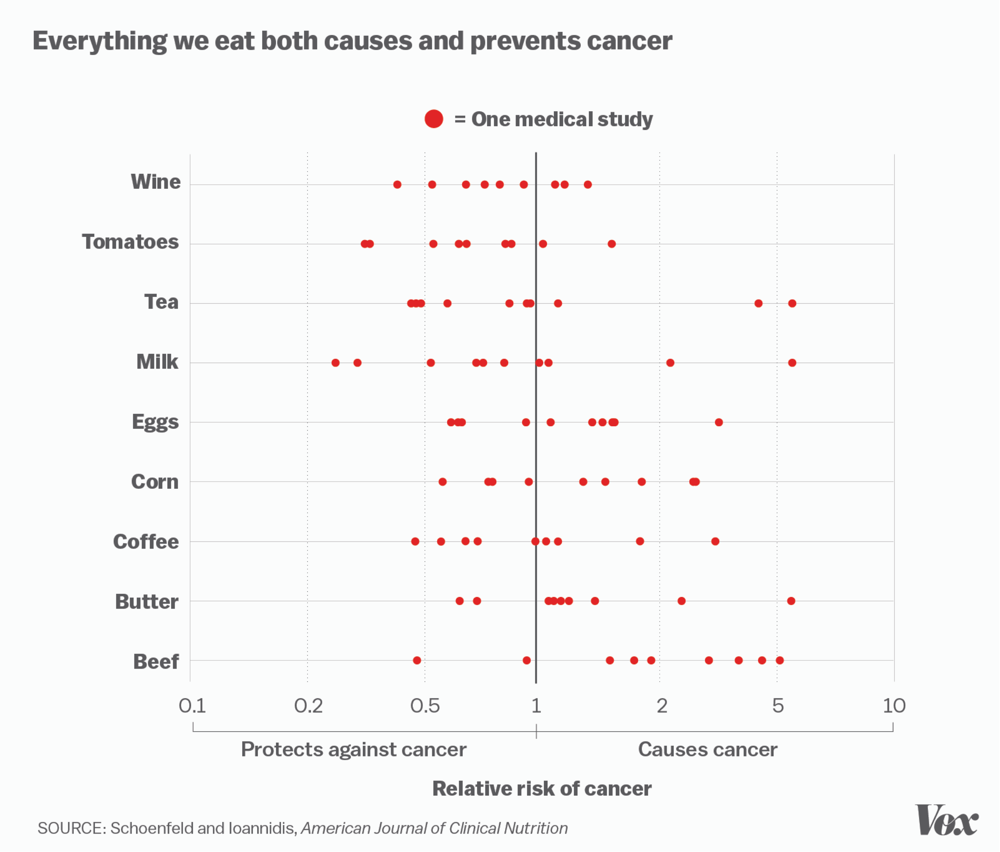 Everything we eat both causes and prevents cancer
= One medical study
Wine
Tomatoes
Tea
Milk
Eggs
Corn
Coffee
Butter
Beef
0.1 0.2 0.5 1 2 5 10
Protects against cancer Causes cancer
Relative risk of cancer
SOURCE: Schoenfeld and Ioannidis, American Journal of Clinical Nutrition
Vox